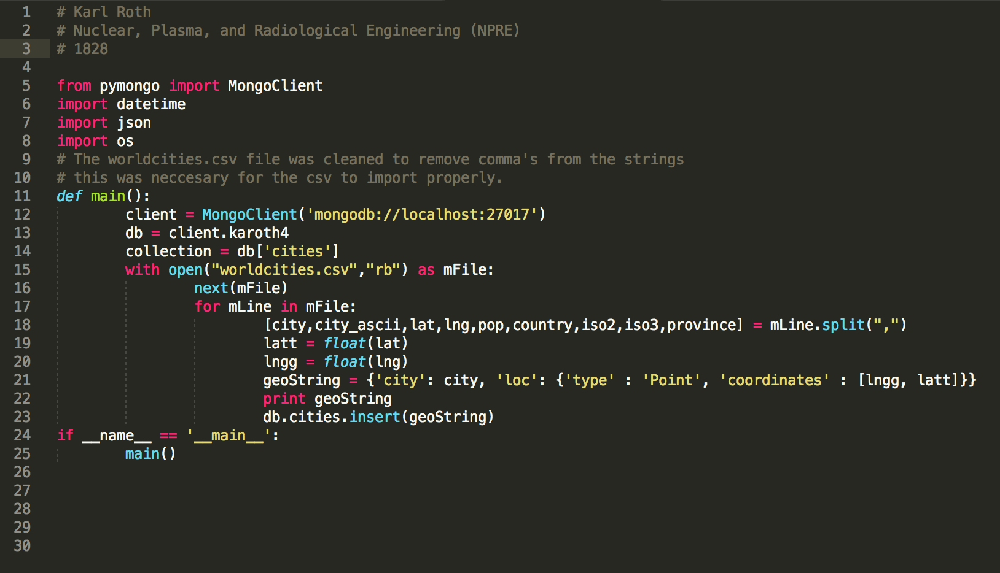 1 # Karl Roth
2 # Nuclear, Plasma, and Radiological Engineering (NPRE)
3 # 1828
4
5 from pymongo import MongoClient
6 import datetime
7 import json
8 import os
9 # The worldcities.csv file was cleaned to remove comma's from the strings
10 # this was neccesary for the csv to import properly.
11 def main():
12 client = MongoClient('mongodb://localhost:27017')
13 db = client.karoth4
14 collection = db['cities']
15 with open("worldcities.csv","rb") as mFile:
16 next(mFile)
17 for mLine in mFile:
18 [city,city_ascii,lat,lng,pop,country,iso2,iso3,province] = mLine.split(",")
19 latt = float(lat)
20 lngg = float(lng)
21 geoString = {'city': city, 'loc': {'type' : 'Point', 'coordinates' : [lngg, latt]}}
22 print geoString
23 db.cities.insert(geoString)
24 if __name__ == '__main__':
25 main()
26
27
28
29
30